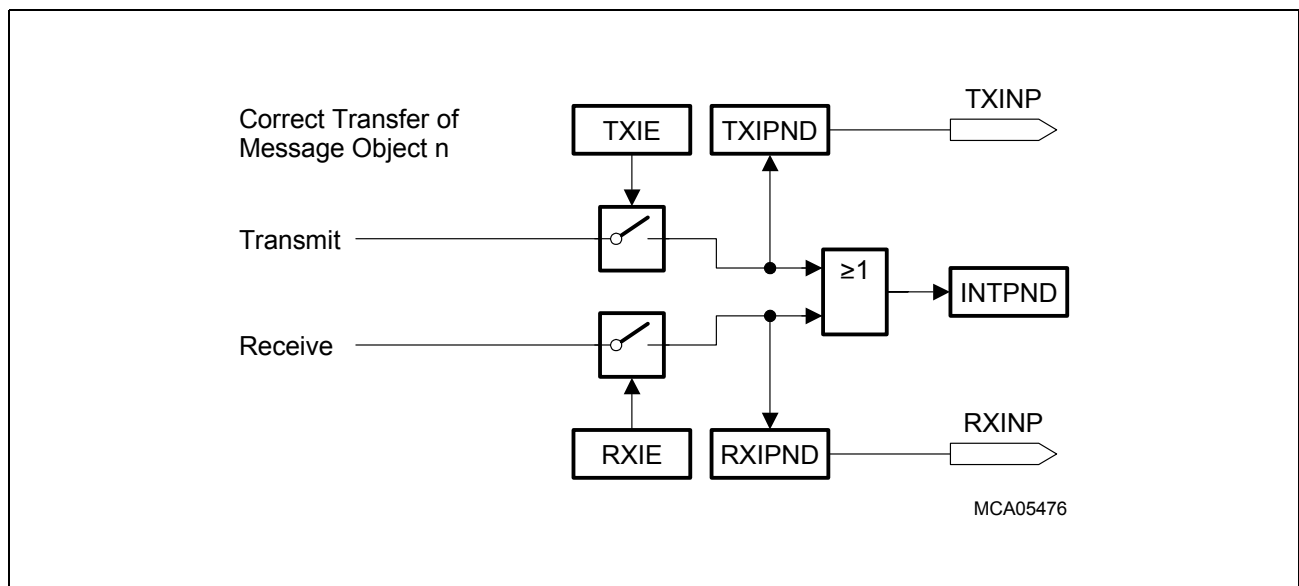 Correct Transfer of
Message Object n
TXIE
TXIPND
TXINP
Transmit
≥1
INTPND
Receive
RXIE
RXIPND
RXINP
MCA05476